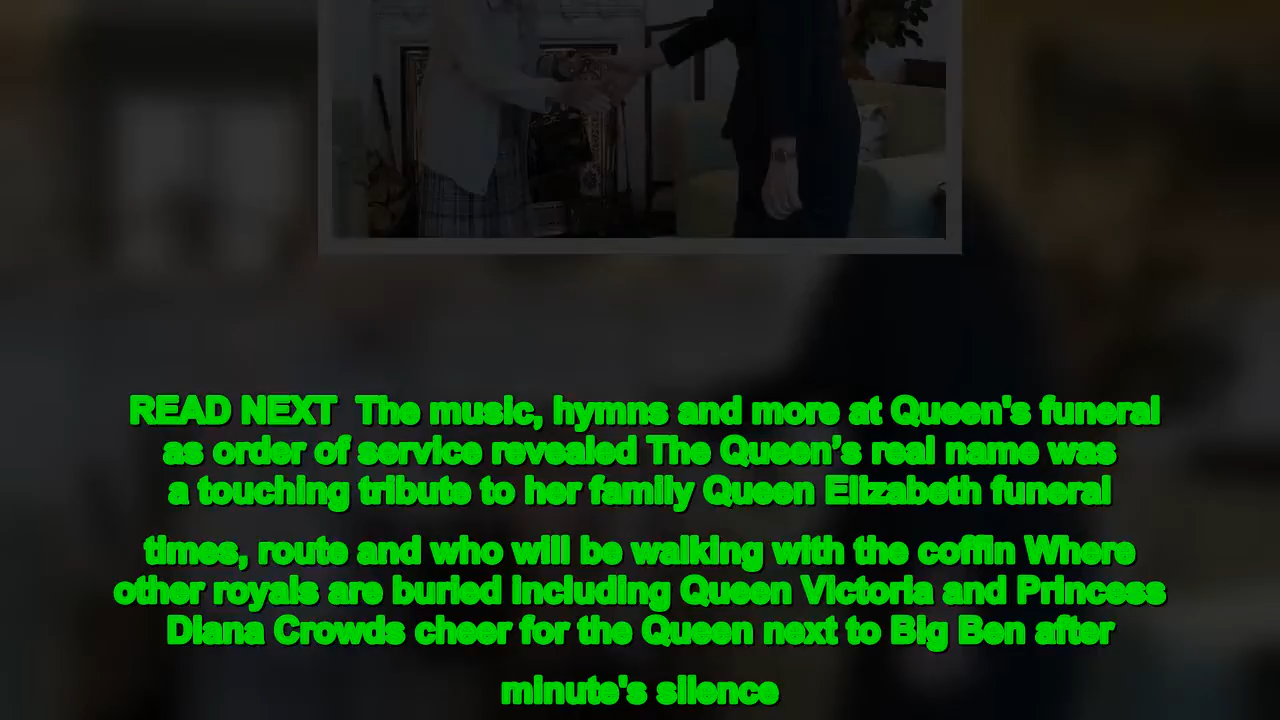 READ NEXT  The music, hymns and more at Queen's funeral
as order of service revealed The Queen’s real name was
a touching tribute to her family Queen Elizabeth funeral
times, route and who will be walking with the coffin Where
other royals are buried including Queen Victoria and Princess
Diana Crowds cheer for the Queen next to Big Ben after
minute's silence